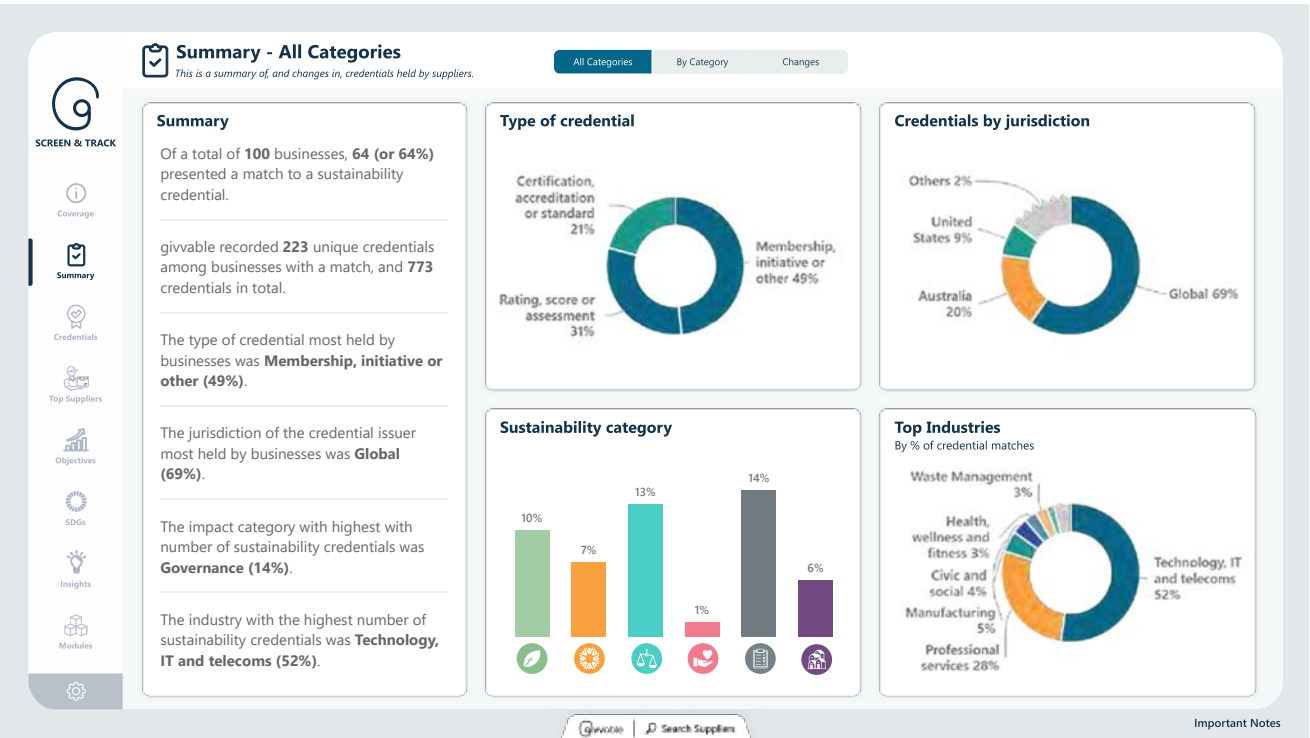 Summary - All Categories
This is a summary of, and changes in, credentials held by suppliers.
All Categories
By Category
Changes
SCREEN & TRACK
Coverage
Summary
Credentials
Top Suppliers
Objectives
SDGs
Insights
Modules
Summary
Of a total of 100 businesses, 64 (or 64%)
presented a match to a sustainability
credential.
givvable recorded 223 unique credentials
among businesses with a match, and 773
credentials in total.
The type of credential most held by
businesses was Membership, initiative or
other (49%).
The jurisdiction of the credential issuer
most held by businesses was Global
(69%).
The impact category with highest with
number of sustainability credentials was
Governance (14%).
The industry with the highest number of
sustainability credentials was Technology,
IT and telecoms (52%).
Type of credential
Certification,
accreditation
or standard
21%
Membership,
initiative or
other 49%
Rating, score or
assessment
31%
Credentials by jurisdiction
Others 2%
United
States 9%
Australia
20%
Global 69%
Sustainability category
10%
7%
13%
1%
14%
6%
Top Industries
By % of credential matches
Waste Management
3%
Health,
wellness and
fitness 3%
Civic and
social 4%
Manufacturing
5%
Professional
services 28%
Technology, IT
and telecoms
52%
givvable
Search Suppliers
Important Notes